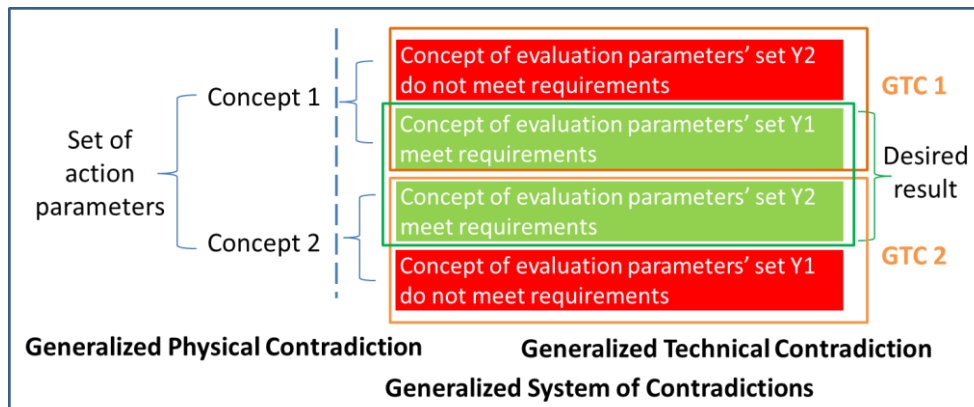 Set of
action
parameters
Concept 1
Concept 2
Concept of evaluation parameters’ set Y2
do not meet requirements
Concept of evaluation parameters’ set Y1
meet requirements
Concept of evaluation parameters’ set Y2
meet requirements
Concept of evaluation parameters’ set Y1
do not meet requirements
GTC 1
Desired
result
GTC 2
Generalized Physical Contradiction
Generalized Technical Contradiction
Generalized System of Contradictions